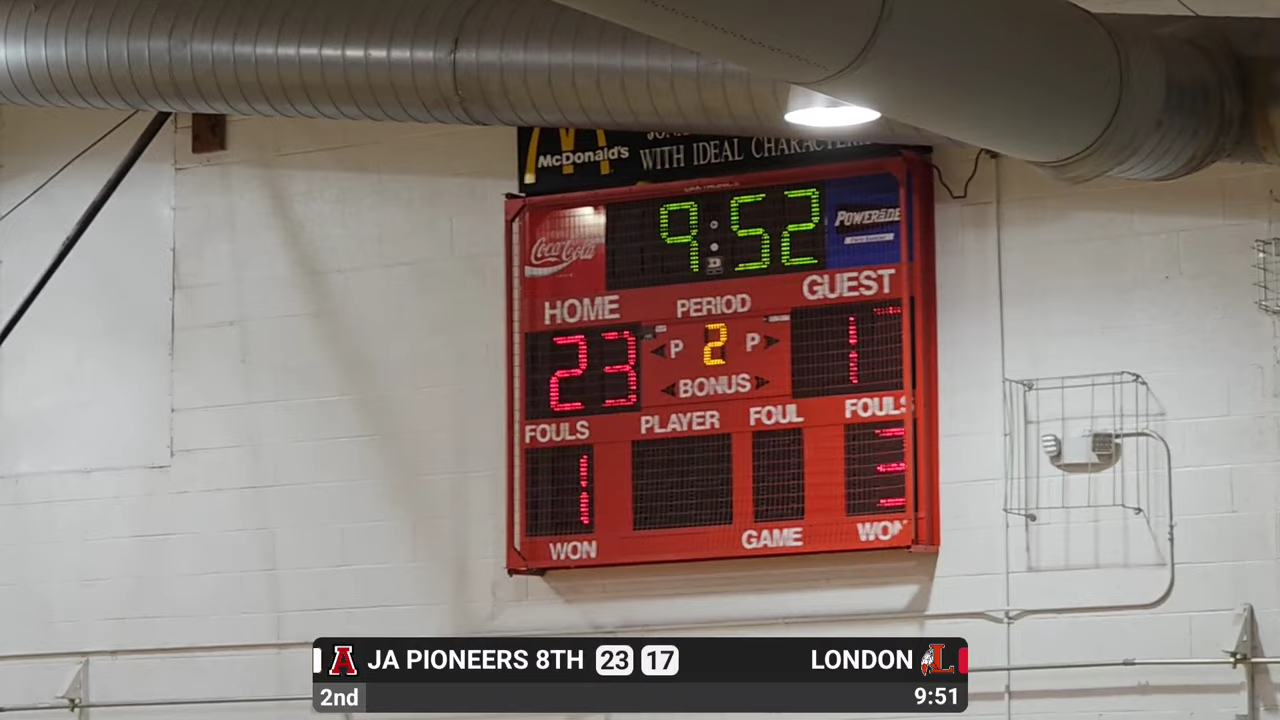 McDonald's
WITH IDEAL
9:52
Coca-Cola
POWERADE
HOME PERIOD GUEST
23 P 2 P 1
BONUS
FOULS PLAYER FOUL FOULS
1 3
WON GAME WON
A JA PIONEERS 8TH 23 17 LONDON L
2nd 9:51